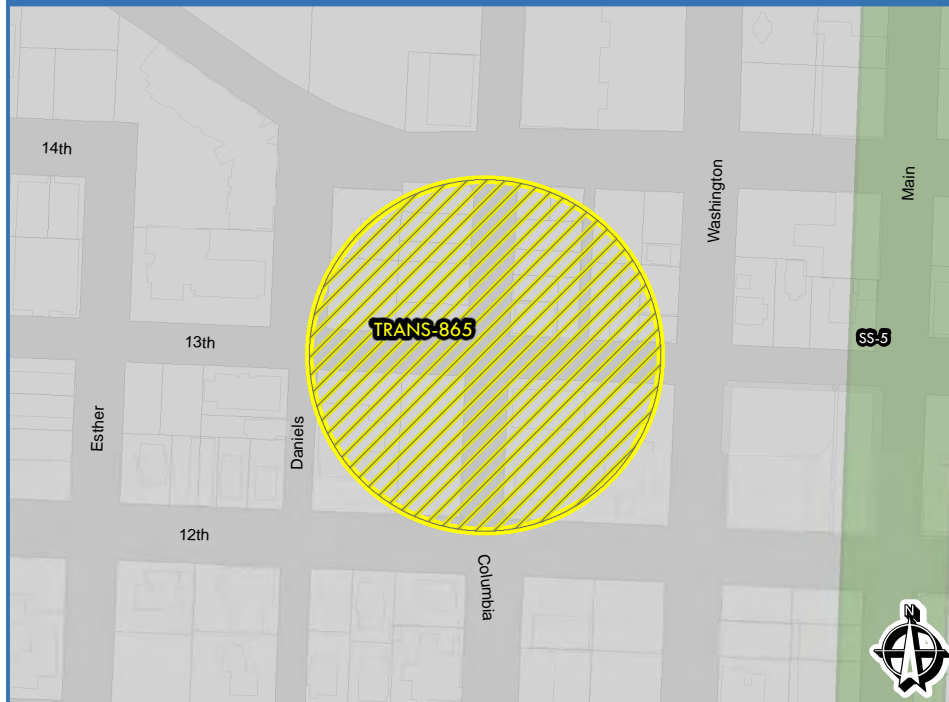 14th
Washington
Main
TRANS-865
SS-5
13th
Esther
Daniels
12th
Columbia
N